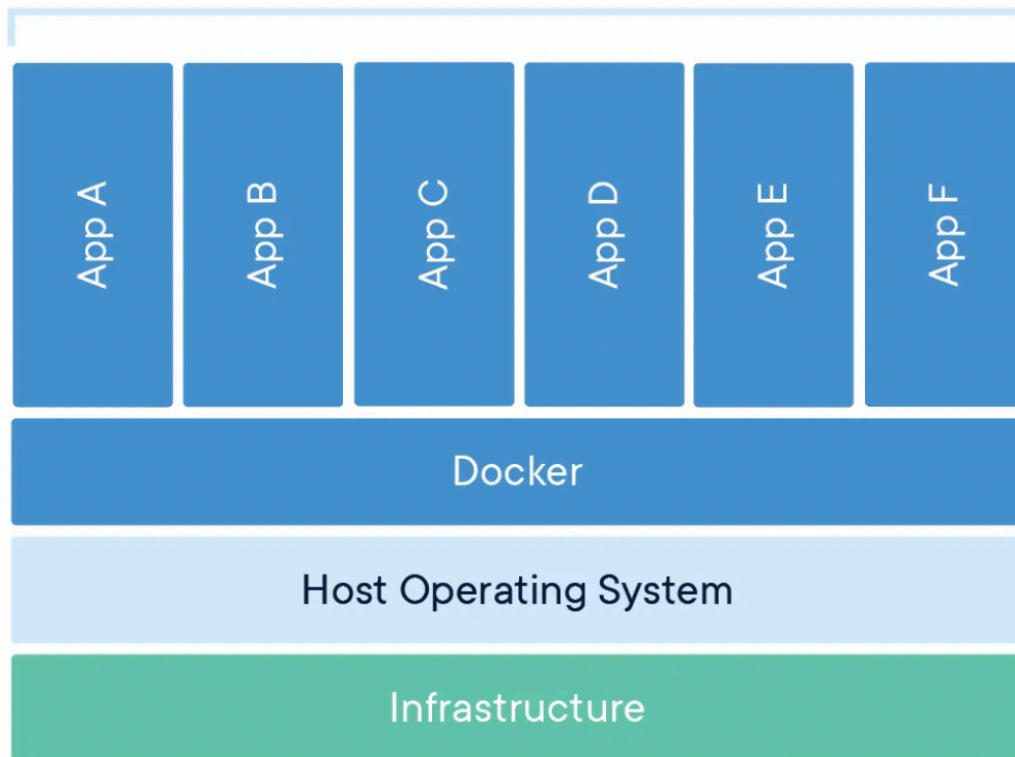 App A
App B
App C
App D
App E
App F
Docker
Host Operating System
Infrastructure